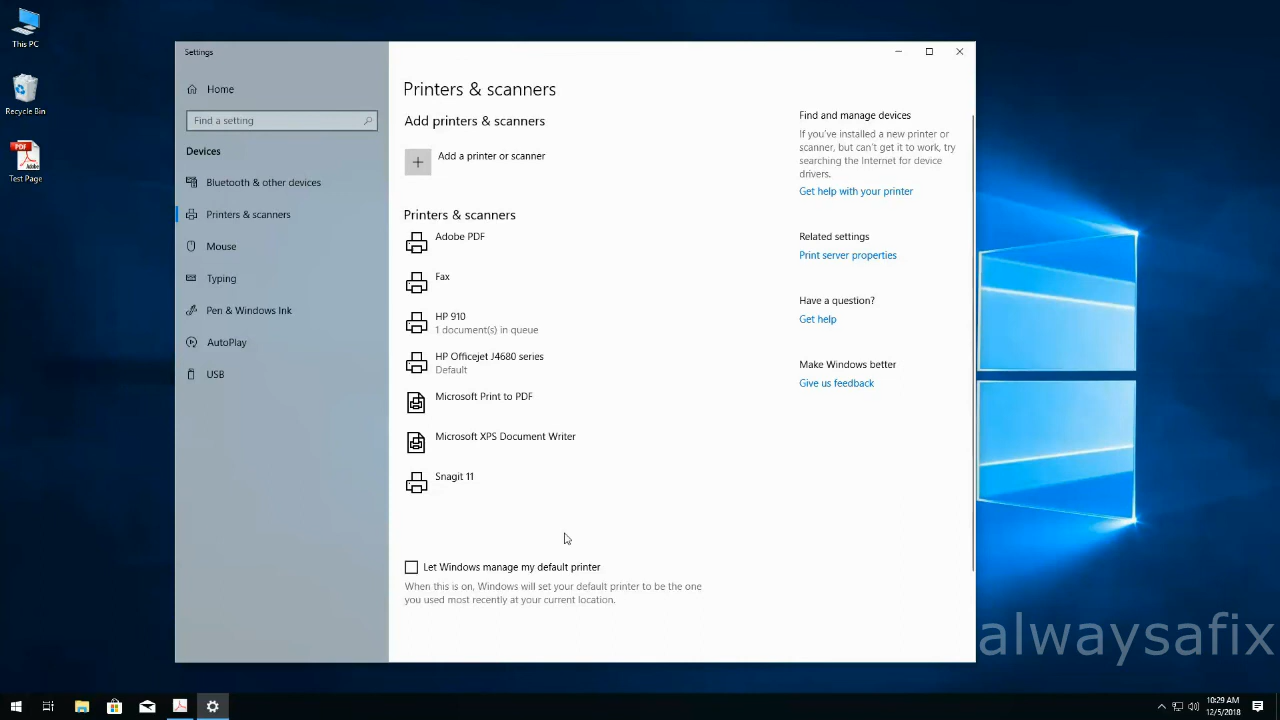 This PC
Recycle Bin
PDF
Adobe
Test Page
Settings
Home
Find a setting
Devices
Bluetooth & other devices
Printers & scanners
Mouse
Typing
Pen & Windows Ink
AutoPlay
USB
Printers & scanners
Add printers & scanners
Add a printer or scanner
Printers & scanners
Adobe PDF
Fax
HP 910
1 document(s) in queue
HP Officejet J4680 series
Default
Microsoft Print to PDF
Microsoft XPS Document Writer
Snagit 11
Let Windows manage my default printer
When this is on, Windows will set your default printer to be the one
you used most recently at your current location.
Find and manage devices
If you've installed a new printer or
scanner, but can't get it to work, try
searching the Internet for device
drivers.
Get help with your printer
Related settings
Print server properties
Have a question?
Get help
Make Windows better
Give us feedback
alwaysafix
10:29 AM
12/5/2018